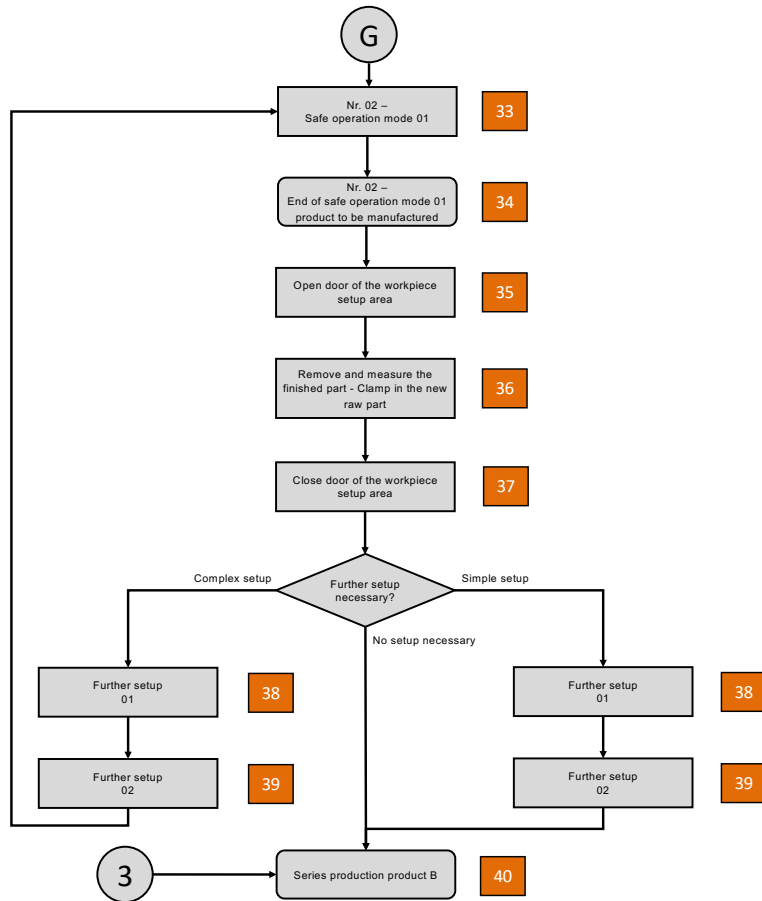 G
Nr. 02 –
Safe operation mode 01
33
Nr. 02 –
End of safe operation mode 01
product to be manufactured
34
Open door of the workpiece
setup area
35
Remove and measure the
finished part - Clamp in the new
raw part
36
Close door of the workpiece
setup area
37
Complex setup
Further setup
necessary?
Simple setup
No setup necessary
Further setup
01
38
Further setup
01
38
Further setup
02
39
Further setup
02
39
3
Series production product B
40